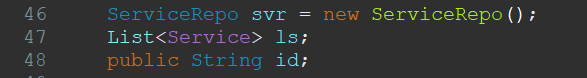 46 ServiceRepo svr = new ServiceRepo();
47 List<Service> ls;
48 public String id;